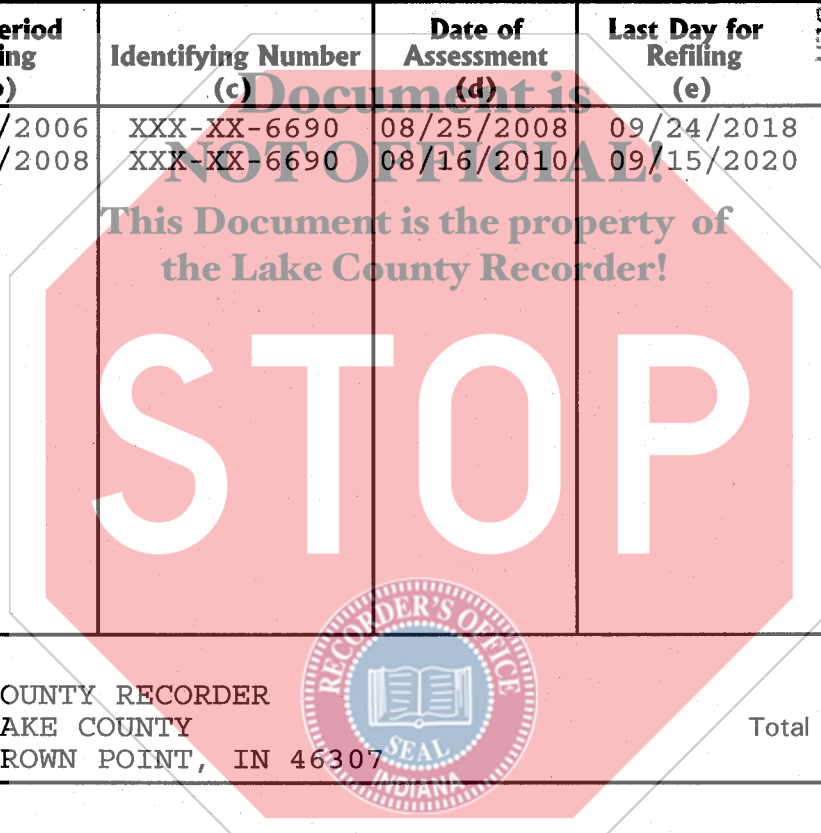 eriod Date of Last Day for
ing Identifying Number Assessment Refiling
) (c) (d) (e)
/2006 XXX-XX-6690 08/25/2008 09/24/2018
/2008 XXX-XX-6690 08/16/2010 09/15/2020
Document is
NOT OFFICIAL!
This Document is the property of
the Lake County Recorder!
STOP
RECORDER'S OFFICE
SEAL
INDIANA
OUNTY RECORDER
AKE COUNTY Total
ROWN POINT, IN 46307